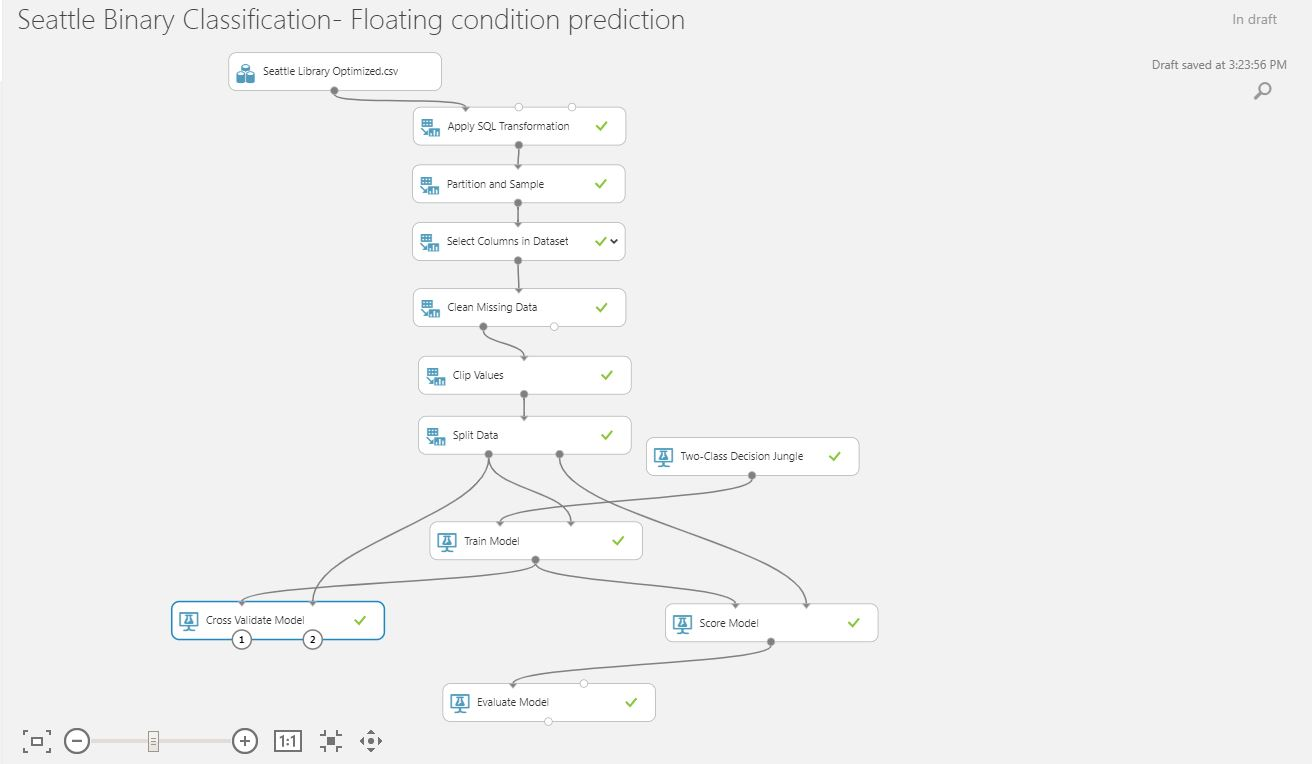 Seattle Binary Classification- Floating condition prediction
In draft
Draft saved at 3:23:56 PM
Seattle Library Optimized.csv
Apply SQL Transformation
Partition and Sample
Select Columns in Dataset
Clean Missing Data
Clip Values
Split Data
Two-Class Decision Jungle
Train Model
Cross Validate Model
1
2
Score Model
Evaluate Model
1:1